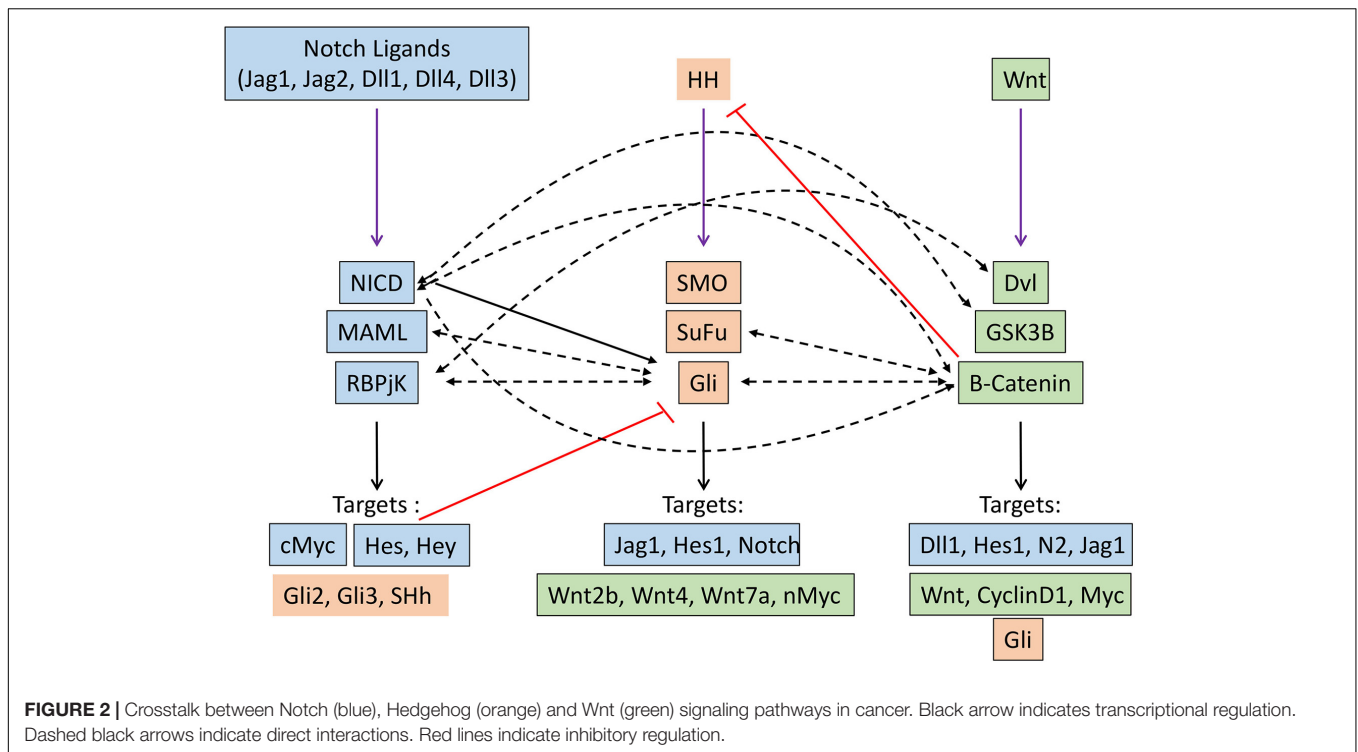 Notch Ligands
(Jag1, Jag2, Dll1, Dll4, Dll3)
HH
Wnt
NICD
SMO
Dvl
MAML
SuFu
GSK3B
RBPjK
Gli
B-Catenin
Targets :
Targets:
Targets:
cMyc
Hes, Hey
Jag1, Hes1, Notch
Dll1, Hes1, N2, Jag1
Gli2, Gli3, SHh
Wnt2b, Wnt4, Wnt7a, nMyc
Wnt, CyclinD1, Myc
Gli
FIGURE 2 | Crosstalk between Notch (blue), Hedgehog (orange) and Wnt (green) signaling pathways in cancer. Black arrow indicates transcriptional regulation.
Dashed black arrows indicate direct interactions. Red lines indicate inhibitory regulation.